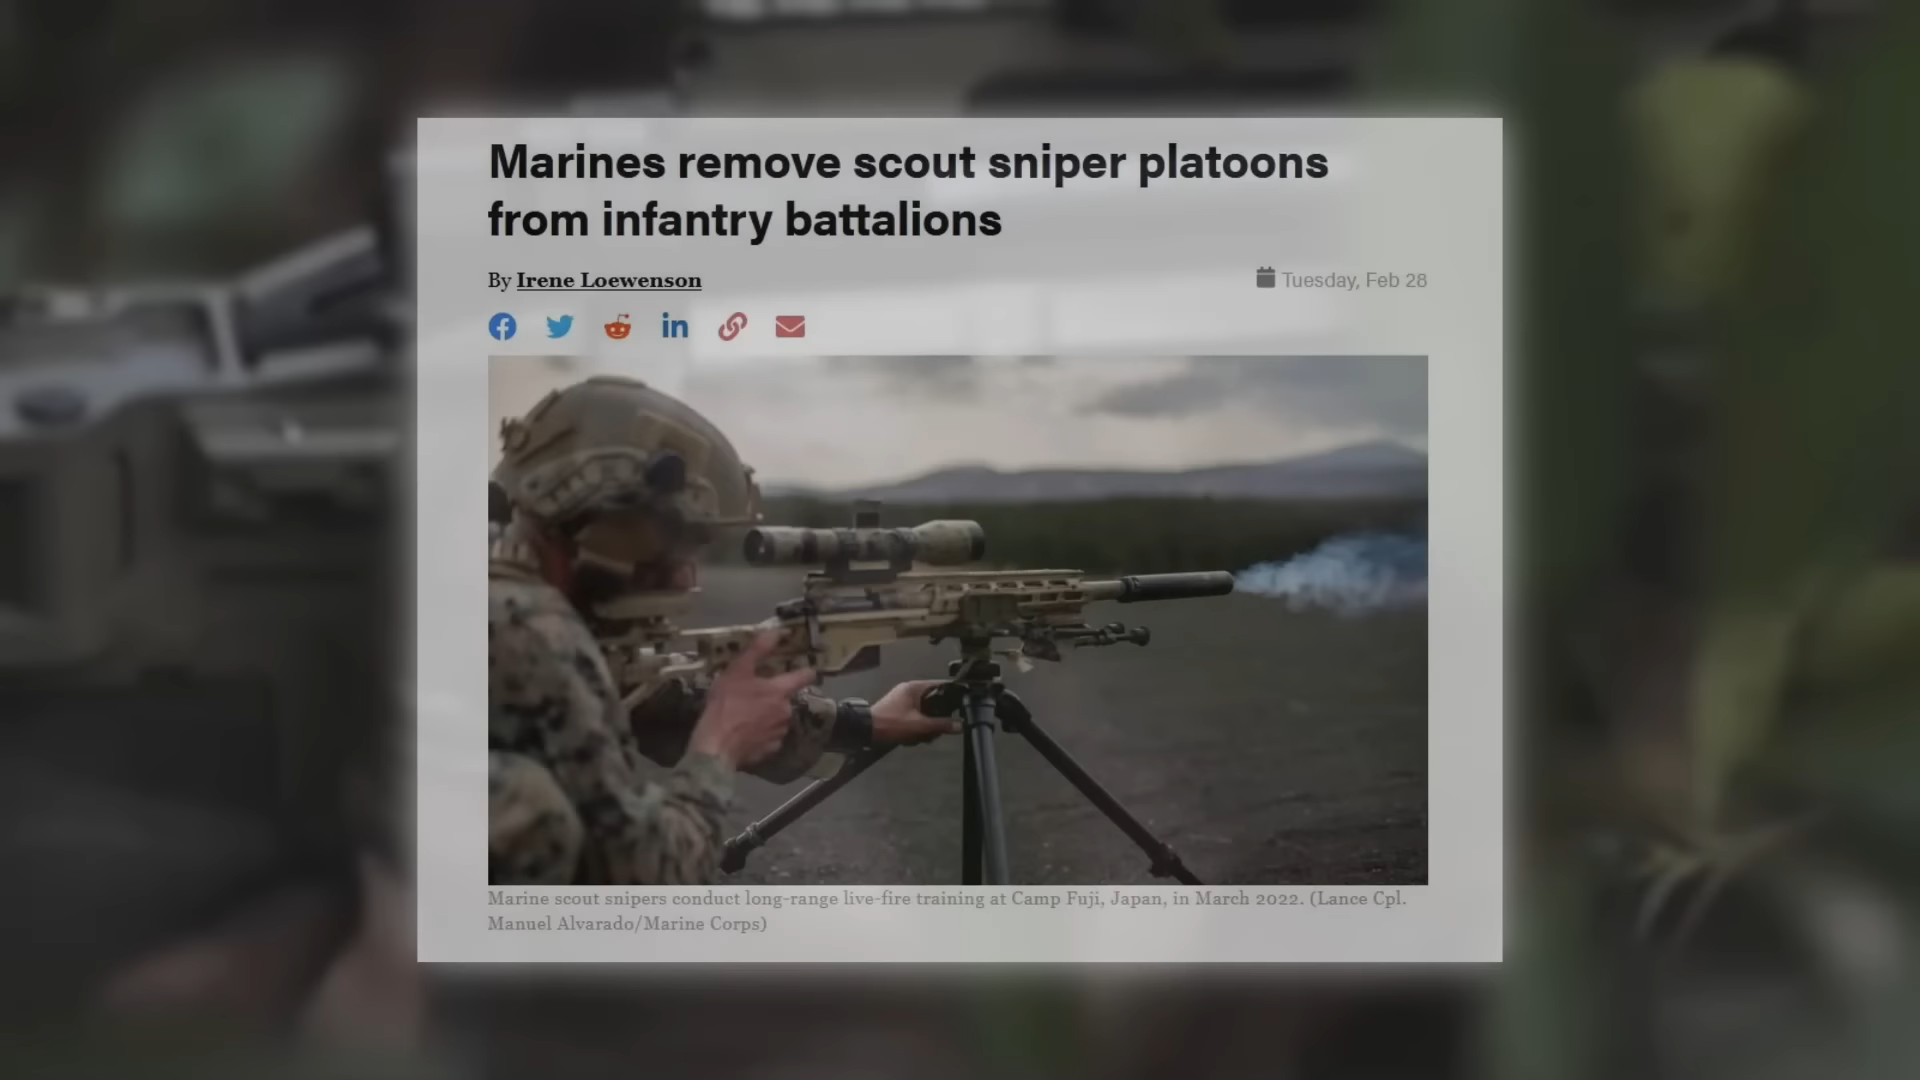 Marines remove scout sniper platoons
from infantry battalions
By Irene Loewenson
Tuesday, Feb 28
Marine scout snipers conduct long-range live-fire training at Camp Fuji, Japan, in March 2022. (Lance Cpl.
Manuel Alvarado/Marine Corps)